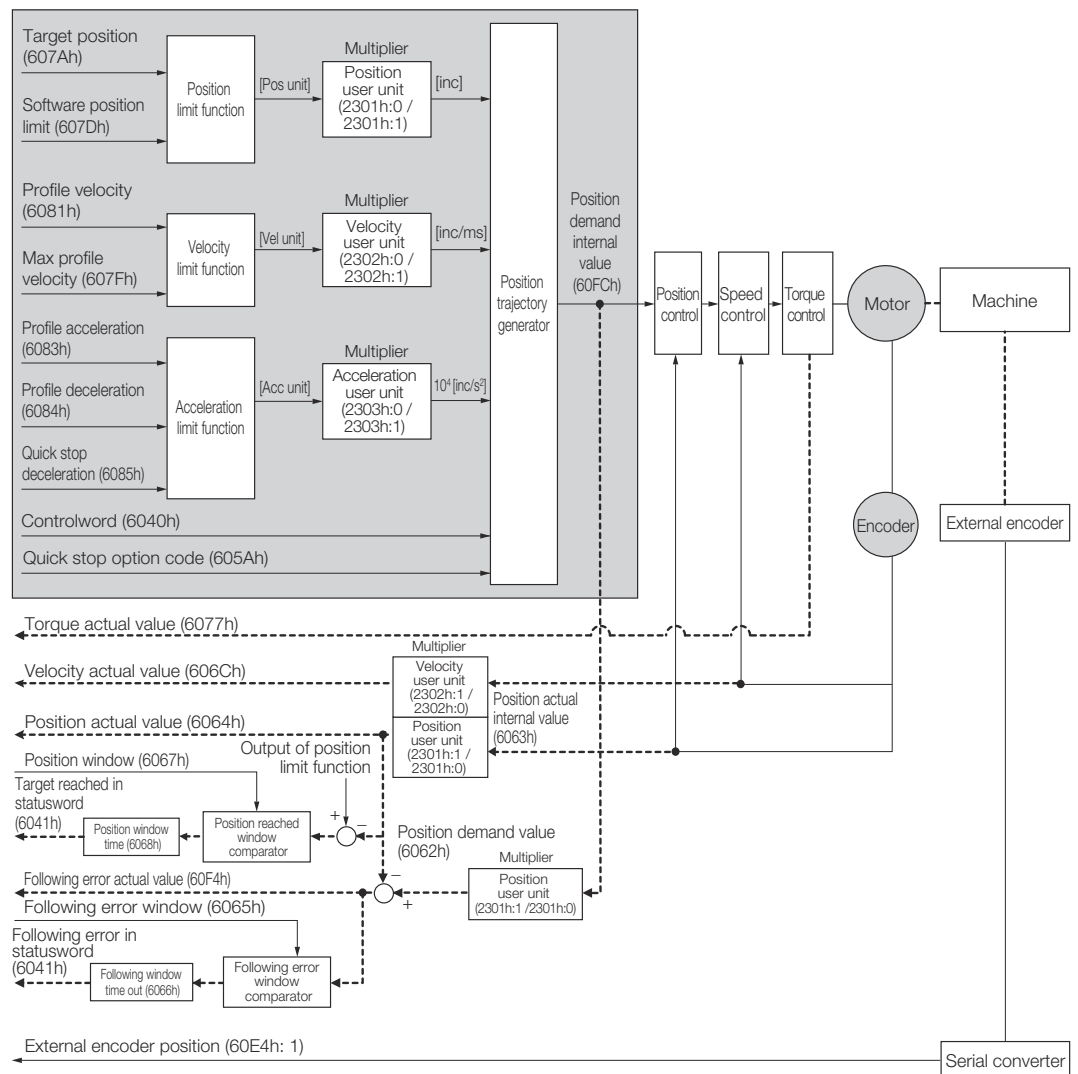 Target position
(607Ah)
Software position
limit (607Dh)
Position
limit function
[Pos unit]
Multiplier
Position
user unit
(2301h:0 /
2301h:1)
[inc]
Profile velocity
(6081h)
Max profile
velocity (607Fh)
Velocity
limit function
[Vel unit]
Multiplier
Velocity
user unit
(2302h:0 /
2302h:1)
[inc/ms]
Profile acceleration
(6083h)
Profile deceleration
(6084h)
Quick stop
deceleration (6085h)
Acceleration
limit function
[Acc unit]
Multiplier
Acceleration
user unit
(2303h:0 /
2303h:1)
10⁴ [inc/s²]
Controlword (6040h)
Quick stop option code (605Ah)
Position
trajectory
generator
Position
demand
internal
value
(60FCh)
Position
control
Speed
control
Torque
control
Motor
Machine
Encoder
External encoder
Torque actual value (6077h)
Velocity actual value (606Ch)
Multiplier
Velocity
user unit
(2302h:1 /
2302h:0)
Position actual
internal value
(6063h)
Position actual value (6064h)
Position
user unit
(2301h:1 /
2301h:0)
Position window (6067h)
Output of position
limit function
Target reached in
statusword
(6041h)
Position window
time (6068h)
Position reached
window
comparator
+
−
Position demand value
(6062h)
Multiplier
Position
user unit
(2301h:1 /2301h:0)
Following error actual value (60F4h)
−
+
Following error window (6065h)
Following error in
statusword
(6041h)
Following window
time out (6066h)
Following error
window
comparator
External encoder position (60E4h: 1)
Serial converter